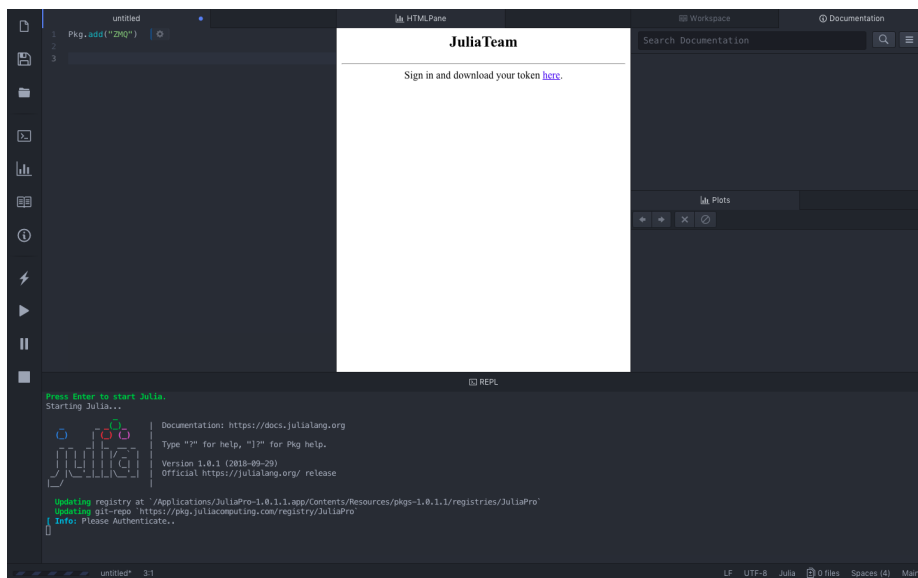 untitled
HTMLPane
Workspace
Documentation
1 Pkg.add("ZMQ")
2
3
JuliaTeam
Sign in and download your token here.
Search Documentation
Plots
REPL
Press Enter to start Julia.
Starting Julia...
Documentation: https://docs.julialang.org
Type "?" for help, "]?" for Pkg help.
Version 1.0.1 (2018-09-29)
Official https://julialang.org/ release
Updating registry at `/Applications/JuliaPro-1.0.1.1.app/Contents/Resources/pkgs-1.0.1.1/registries/JuliaPro`
Updating git-repo `https://pkg.juliacomputing.com/registry/JuliaPro`
[ Info: Please Authenticate..
untitled* 3:1
LF UTF-8 Julia 0 files Spaces (4) Main